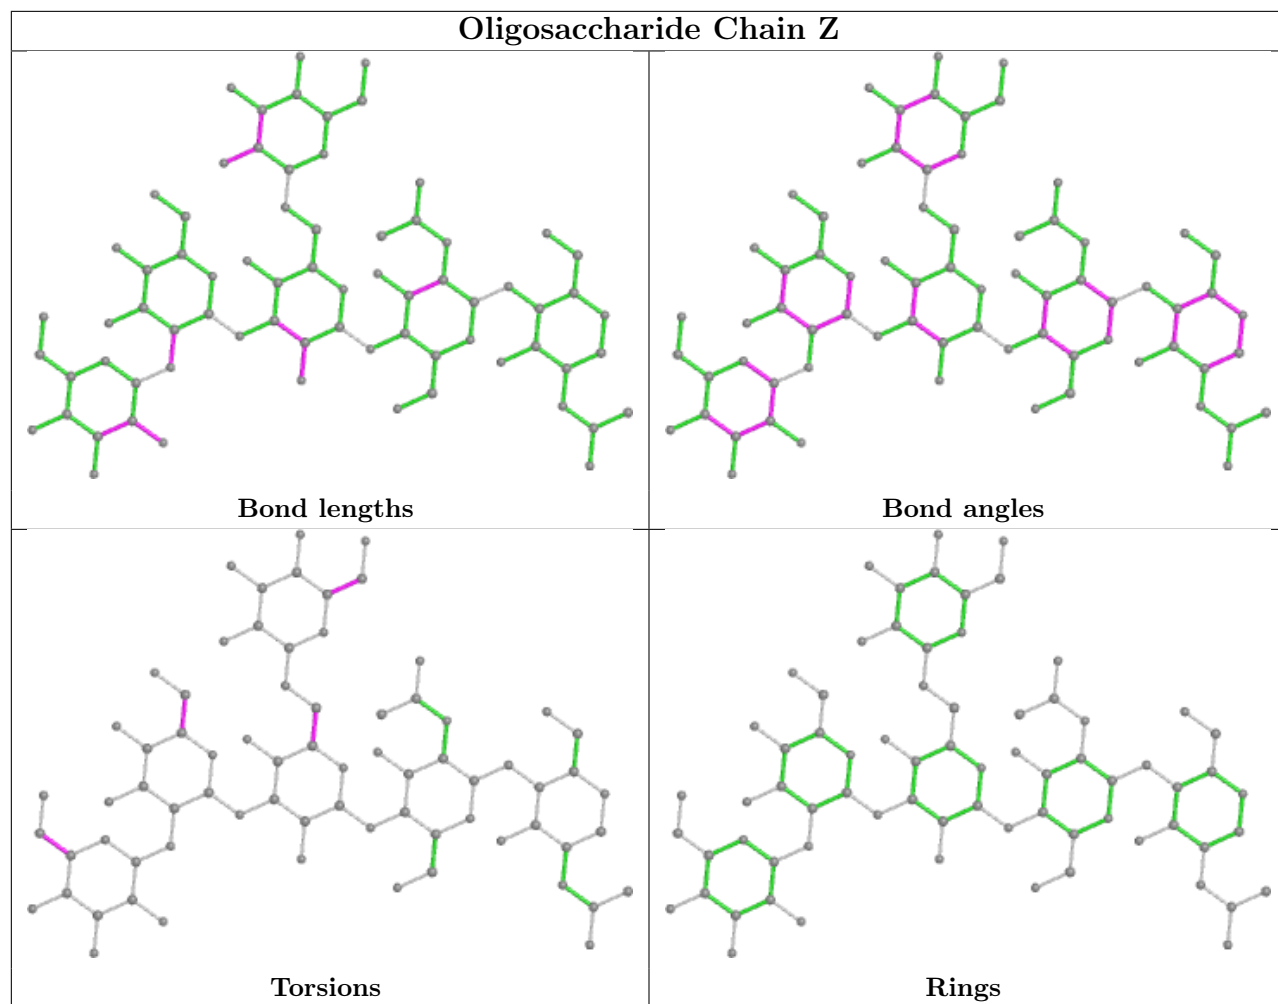 Oligosaccharide Chain Z
Bond lengths
Bond angles
Torsions
Rings